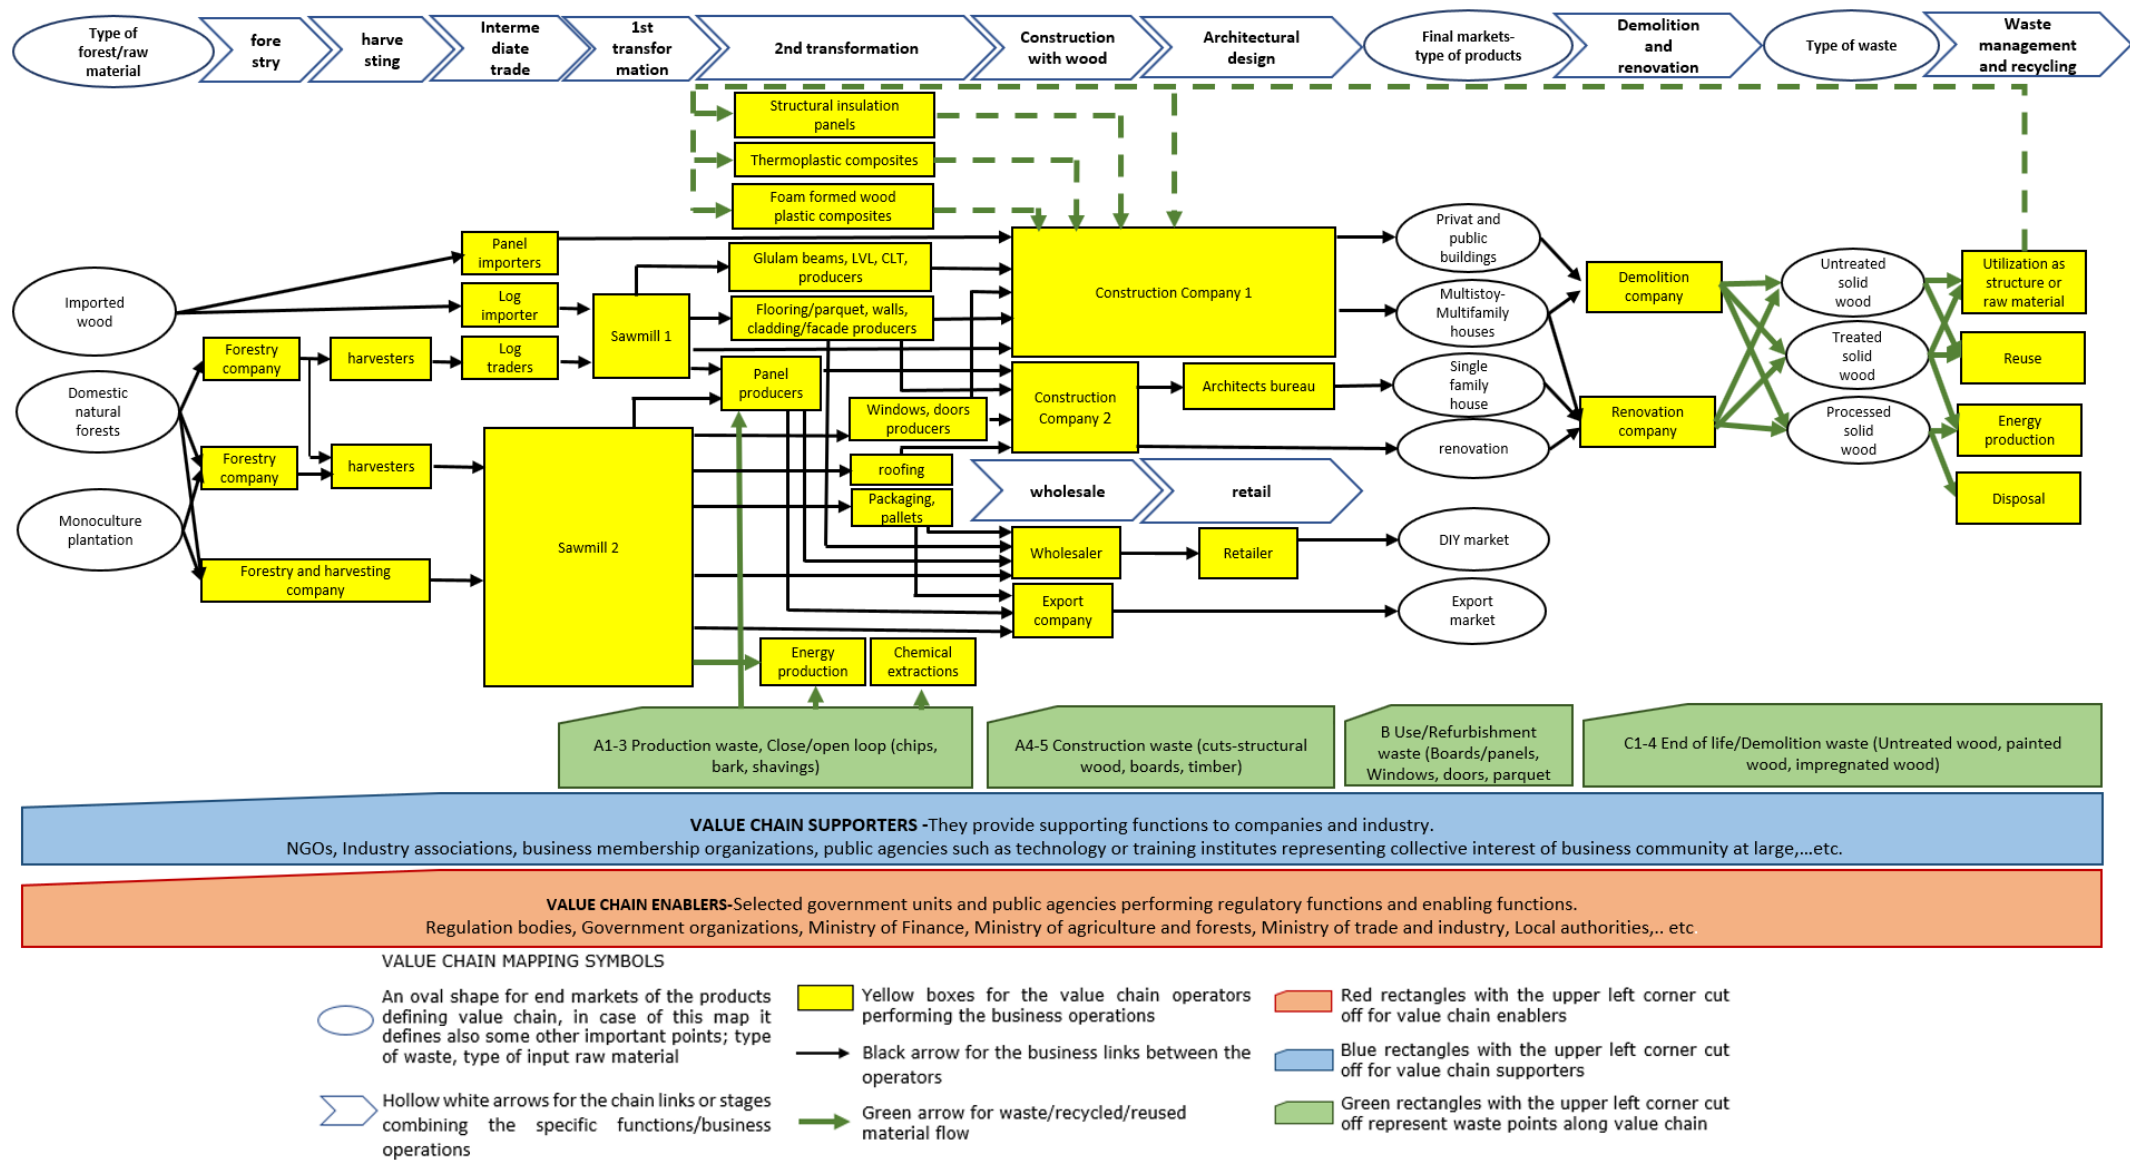 Type of
forest/raw
material
fore
stry
harve
sting
Interme
diate
trade
1st
transfor
mation
2nd transformation
Construction
with wood
Architectural
design
Final markets-
type of products
Demolition
and
renovation
Type of waste
Waste
management
and recycling
Structural insulation
panels
Thermoplastic composites
Foam formed wood
plastic composites
Panel
importers
Glulam beams, LVL, CLT,
producers
Log
importer
Flooring/parquet, walls,
cladding/facade producers
Sawmill 1
Log
traders
Imported
wood
Forestry
company
harvesters
Domestic
natural
forests
Forestry
company
harvesters
Monoculture
plantation
Forestry and harvesting
company
Sawmill 2
Panel
producers
Windows, doors
producers
roofing
Packaging,
pallets
Energy
production
Chemical
extractions
Construction Company 1
Construction
Company 2
Architects bureau
wholesale
retail
Wholesaler
Retailer
Export
company
Privat and
public
buildings
Multistoy-
Multifamily
houses
Single
family
house
renovation
DIY market
Export
market
Demolition
company
Renovation
company
Untreated
solid
wood
Treated
solid
wood
Processed
solid
wood
Utilization as
structure or
raw material
Reuse
Energy
production
Disposal
A1-3 Production waste, Close/open loop (chips,
bark, shavings)
A4-5 Construction waste (cuts-structural
wood, boards, timber)
B Use/Refurbishment
waste (Boards/panels,
Windows, doors, parquet
C1-4 End of life/Demolition waste (Untreated wood, painted
wood, impregnated wood)
VALUE CHAIN SUPPORTERS -They provide supporting functions to companies and industry.
NGOs, Industry associations, business membership organizations, public agencies such as technology or training institutes representing collective interest of business community at large,...etc.
VALUE CHAIN ENABLERS-Selected government units and public agencies performing regulatory functions and enabling functions.
Regulation bodies, Government organizations, Ministry of Finance, Ministry of agriculture and forests, Ministry of trade and industry, Local authorities,.. etc.
VALUE CHAIN MAPPING SYMBOLS
An oval shape for end markets of the products
defining value chain, in case of this map it
defines also some other important points; type
of waste, type of input raw material
Hollow white arrows for the chain links or stages
combining the specific functions/business
operations
Yellow boxes for the value chain operators
performing the business operations
Black arrow for the business links between the
operators
Green arrow for waste/recycled/reused
material flow
Red rectangles with the upper left corner cut
off for value chain enablers
Blue rectangles with the upper left corner cut
off for value chain supporters
Green rectangles with the upper left corner cut
off represent waste points along value chain